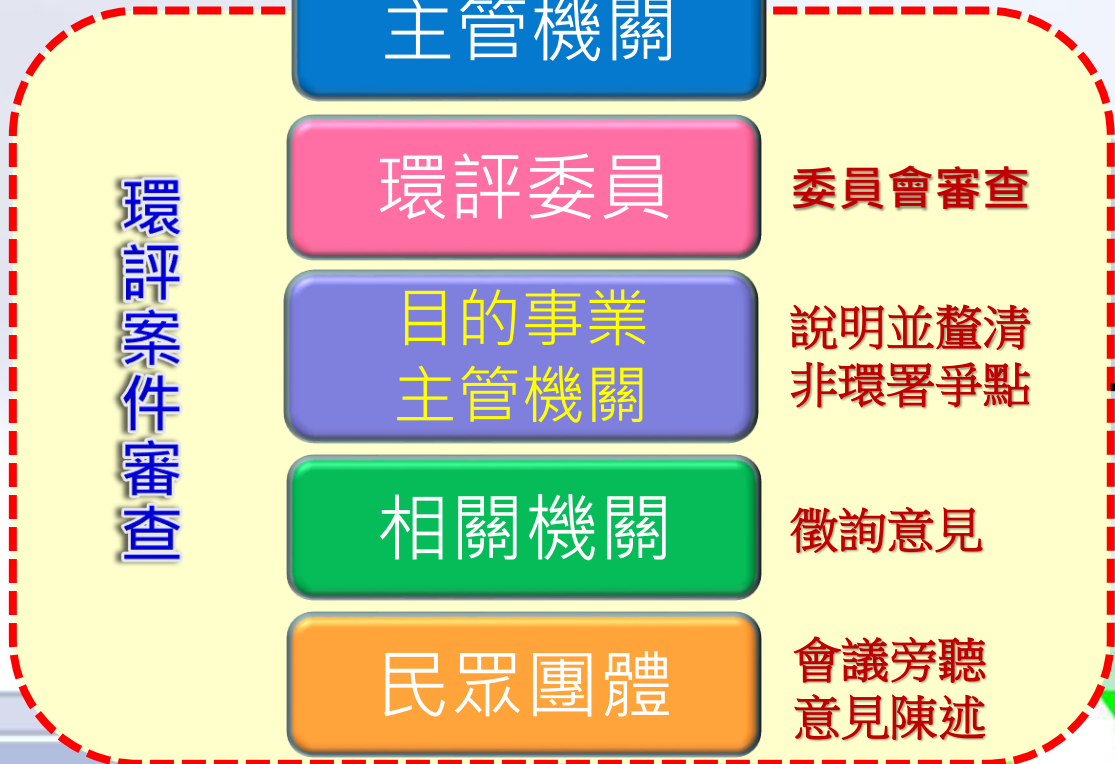 主管機關
環評案件審查
環評委員
委員會審查
目的事業
主管機關
說明並釐清
非環署爭點
相關機關
徵詢意見
民眾團體
會議旁聽
意見陳述